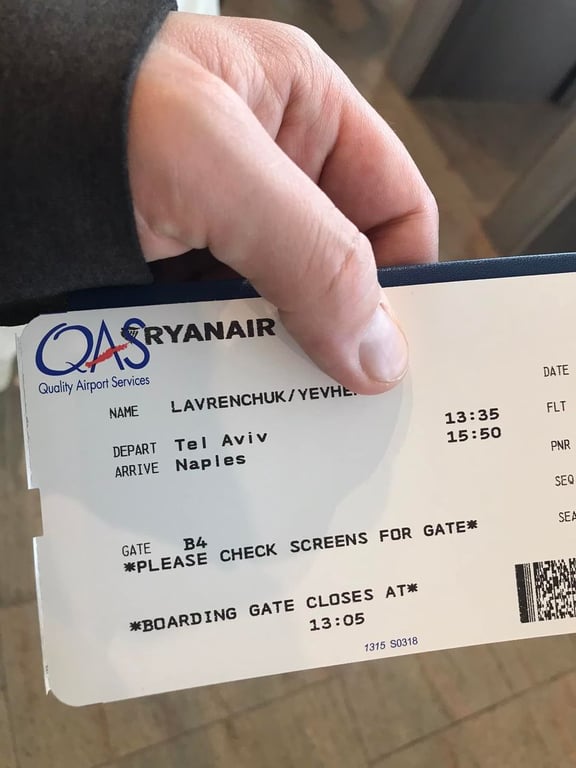 QAS RYANAIR
Quality Airport Services
NAME LAVRENCHUK/YEVHE
DATE
DEPART Tel Aviv 13:35
FLT
ARRIVE Naples 15:50
PNR
SEQ
SEA
GATE B4
*PLEASE CHECK SCREENS FOR GATE*
*BOARDING GATE CLOSES AT*
13:05
1315 S0318